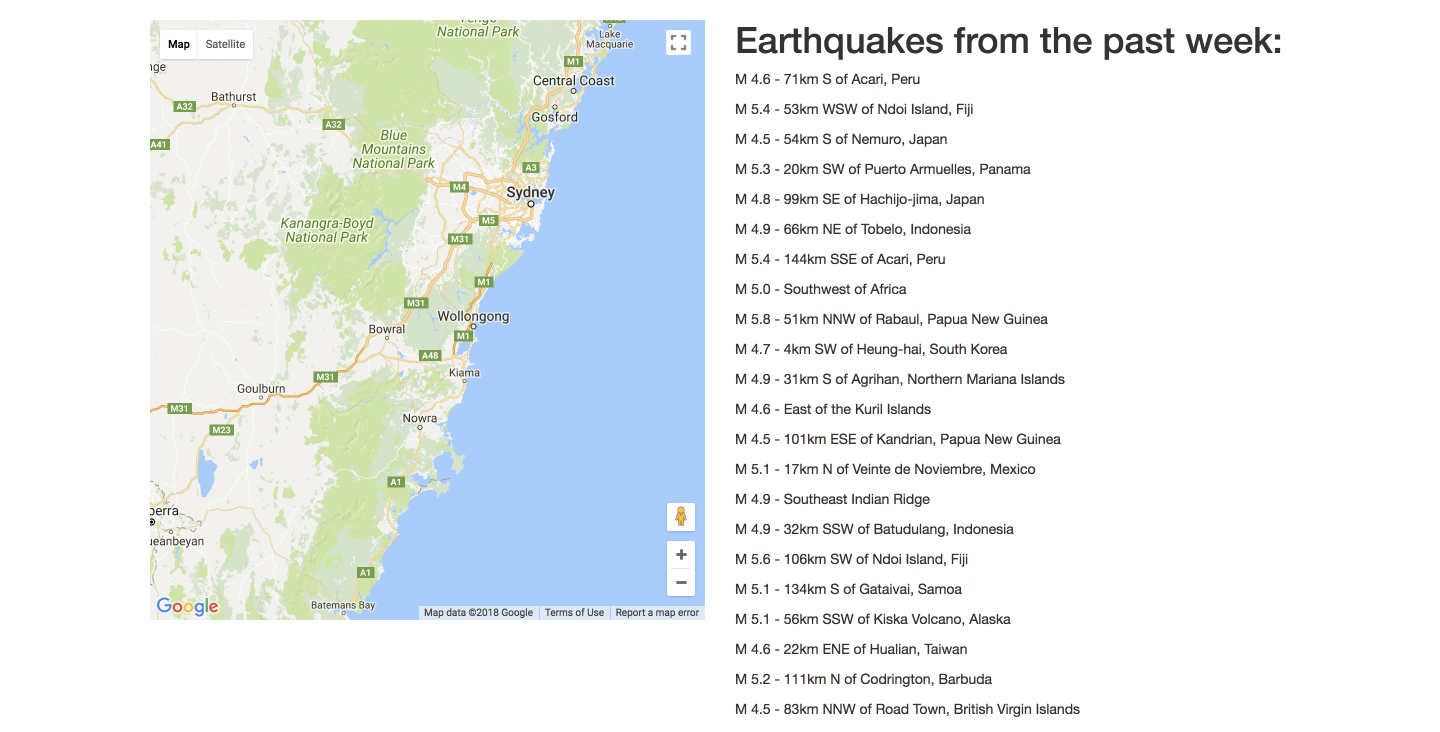 Yengo
National Park
Lake
Macquarie
Map
Satellite
M1
nge
Central Coast
Bathurst
A32
Gosford
A32
Blue
Mountains
National Park
A41
A3
M4
Sydney
Kanangra-Boyd
National Park
M5
M31
M1
M31
Wollongong
Bowral
M1
A48
Kiama
M31
Goulburn
M31
Nowra
M23
A1
berra
ueanbeyan
A1
Batemans Bay
Google
Map data ©2018 Google
Terms of Use
Report a map error
Earthquakes from the past week:
M 4.6 - 71km S of Acari, Peru
M 5.4 - 53km WSW of Ndoi Island, Fiji
M 4.5 - 54km S of Nemuro, Japan
M 5.3 - 20km SW of Puerto Armuelles, Panama
M 4.8 - 99km SE of Hachijo-jima, Japan
M 4.9 - 66km NE of Tobelo, Indonesia
M 5.4 - 144km SSE of Acari, Peru
M 5.0 - Southwest of Africa
M 5.8 - 51km NNW of Rabaul, Papua New Guinea
M 4.7 - 4km SW of Heung-hai, South Korea
M 4.9 - 31km S of Agrihan, Northern Mariana Islands
M 4.6 - East of the Kuril Islands
M 4.5 - 101km ESE of Kandrian, Papua New Guinea
M 5.1 - 17km N of Veinte de Noviembre, Mexico
M 4.9 - Southeast Indian Ridge
M 4.9 - 32km SSW of Batudulang, Indonesia
M 5.6 - 106km SW of Ndoi Island, Fiji
M 5.1 - 134km S of Gataivai, Samoa
M 5.1 - 56km SSW of Kiska Volcano, Alaska
M 4.6 - 22km ENE of Hualian, Taiwan
M 5.2 - 111km N of Codrington, Barbuda
M 4.5 - 83km NNW of Road Town, British Virgin Islands